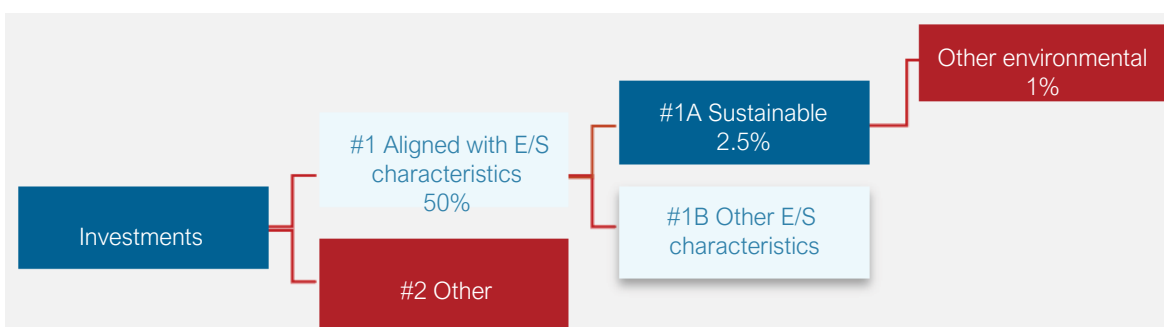 Investments
#1 Aligned with E/S
characteristics
50%
#2 Other
#1A Sustainable
2.5%
#1B Other E/S
characteristics
Other environmental
1%